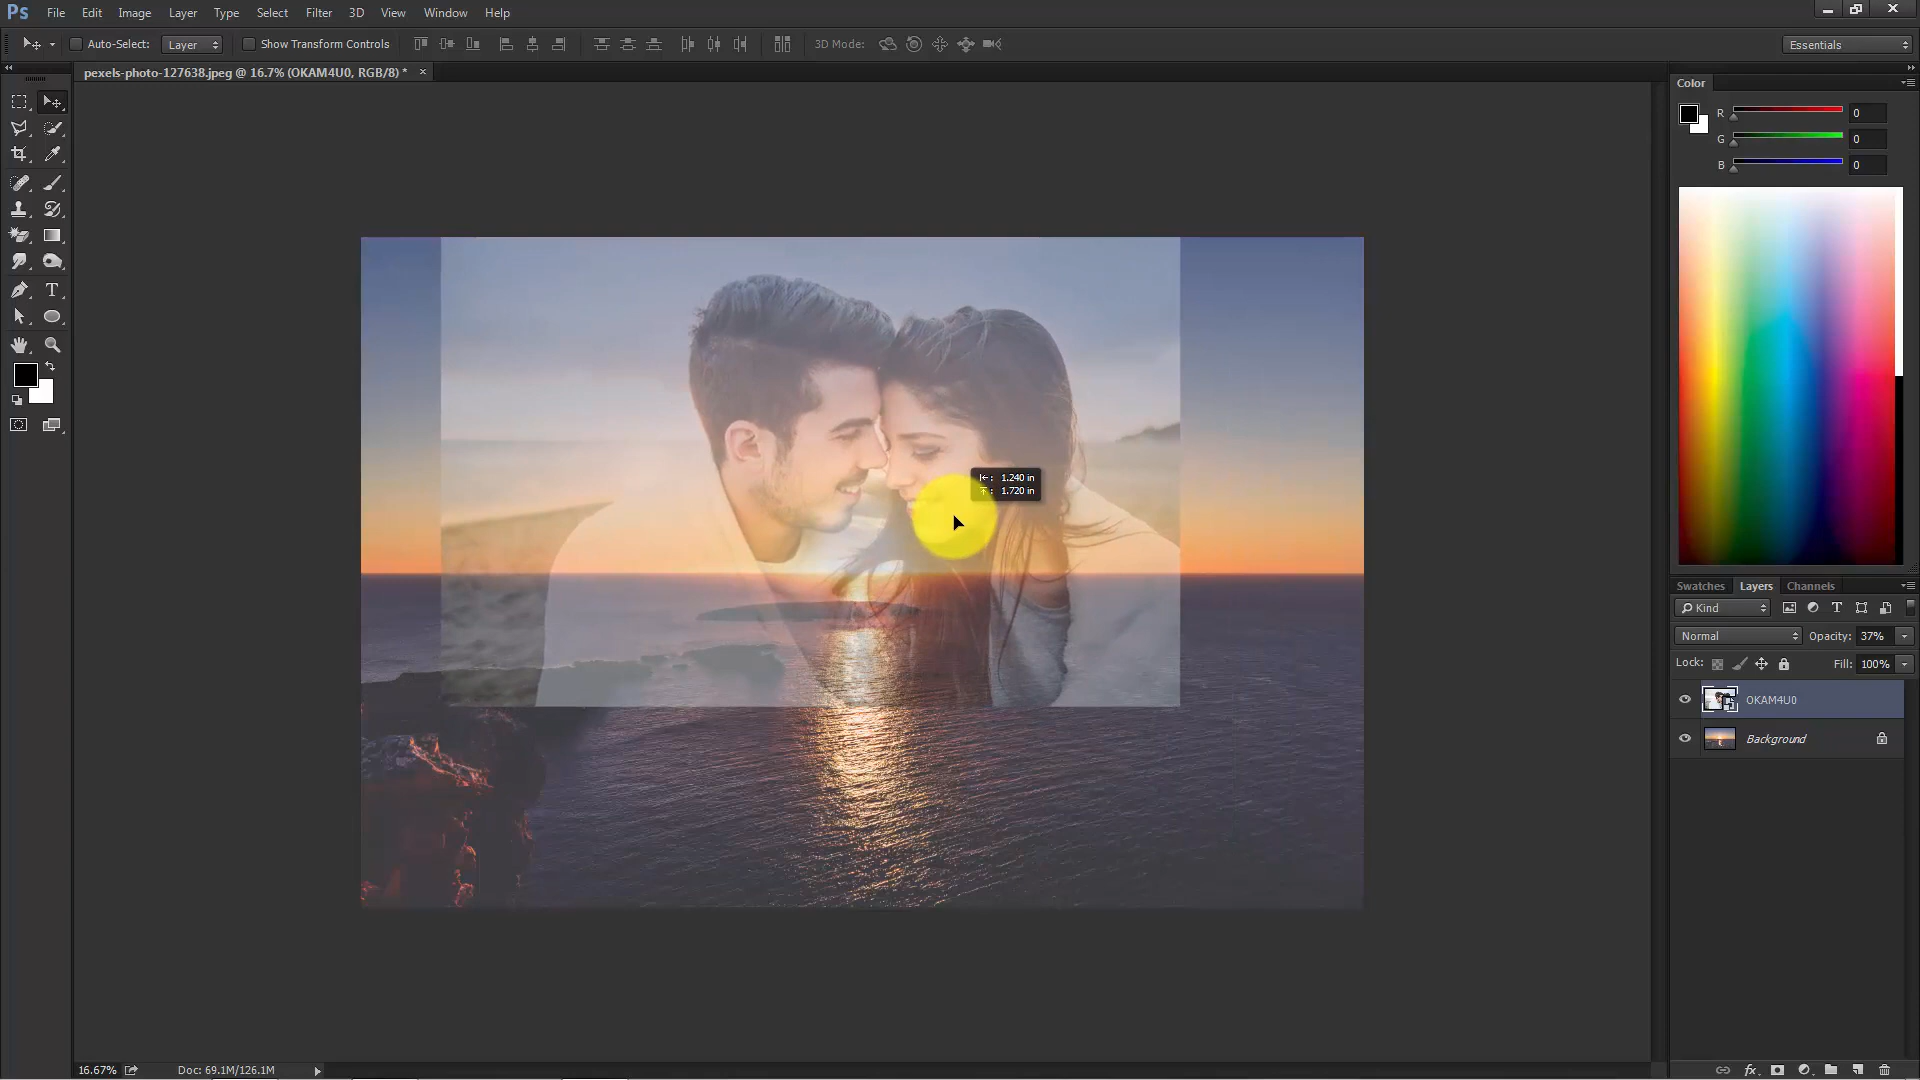 Ps File Edit Image Layer Type Select Filter 3D View Window Help
Auto-Select: Layer Show Transform Controls 3D Mode: Essentials
pexels-photo-127638.jpeg @ 16.7% (OKAM4U0, RGB/8) * ×
Color
R 0
G 0
B 0
: 1.240 in
: 1.720 in
Swatches Layers Channels
Kind
Normal Opacity: 37%
Lock: Fill: 100%
OKAM4U0
Background
16.67% Doc: 69.1M/126.1M